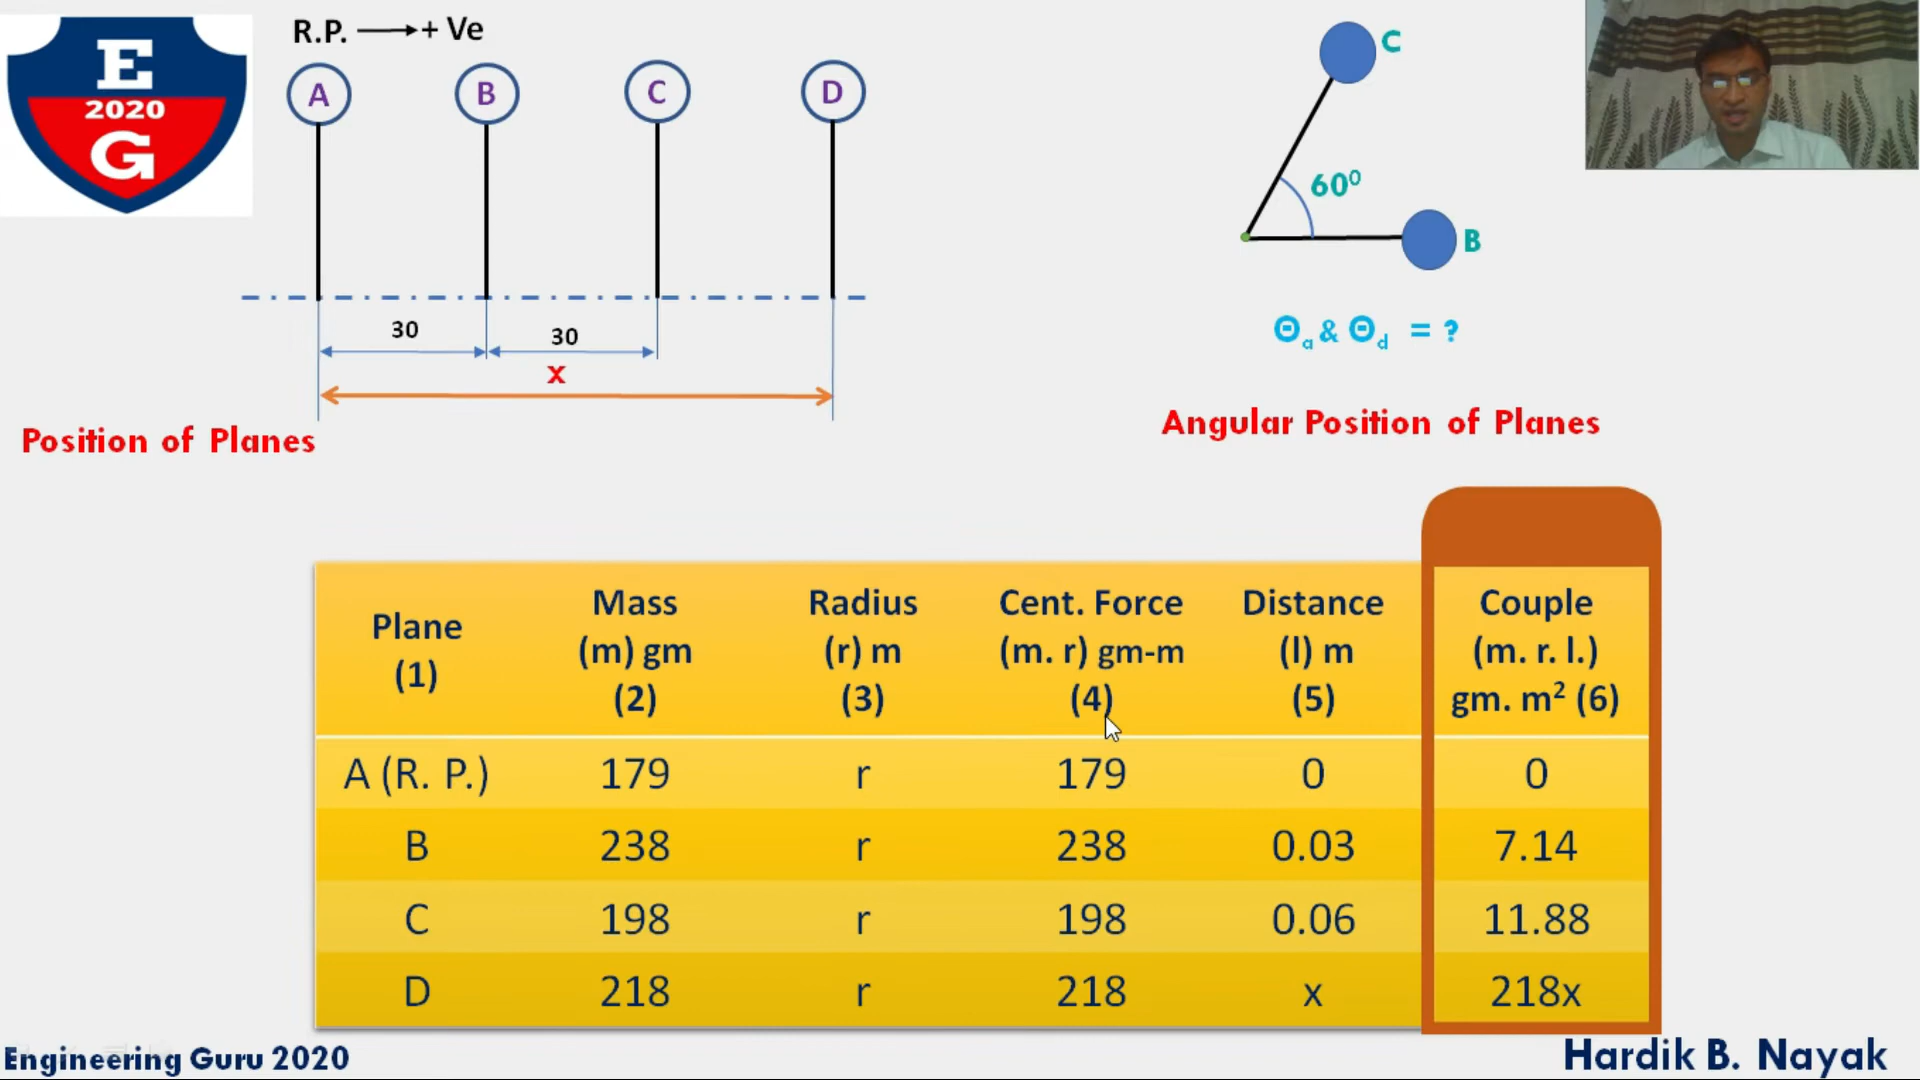 E
2020
G
R.P. → + Ve
A
B
C
D
30
30
x
Position of Planes
C
60⁰
B
Θa & Θd = ?
Angular Position of Planes
Plane
(1)
Mass
(m) gm
(2)
Radius
(r) m
(3)
Cent. Force
(m. r) gm-m
(4)
Distance
(l) m
(5)
Couple
(m. r. l.)
gm. m² (6)
A (R. P.) 179 r 179 0 0
B 238 r 238 0.03 7.14
C 198 r 198 0.06 11.88
D 218 r 218 x 218x
Engineering Guru 2020
Hardik B. Nayak